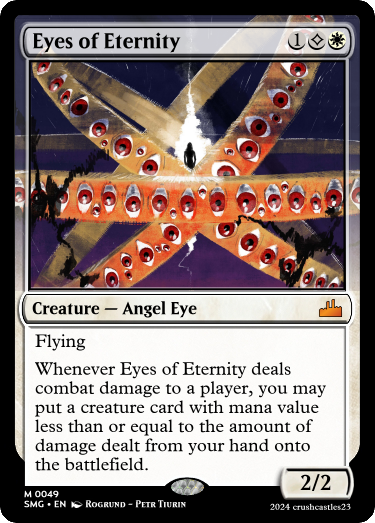 Eyes of Eternity 1
Creature — Angel Eye
Flying
Whenever Eyes of Eternity deals
combat damage to a player, you may
put a creature card with mana value
less than or equal to the amount of
damage dealt from your hand onto
the battlefield.
2/2
M 0049
SMG • EN Rogrund – Petr Tiurin
2024 crushcastles23